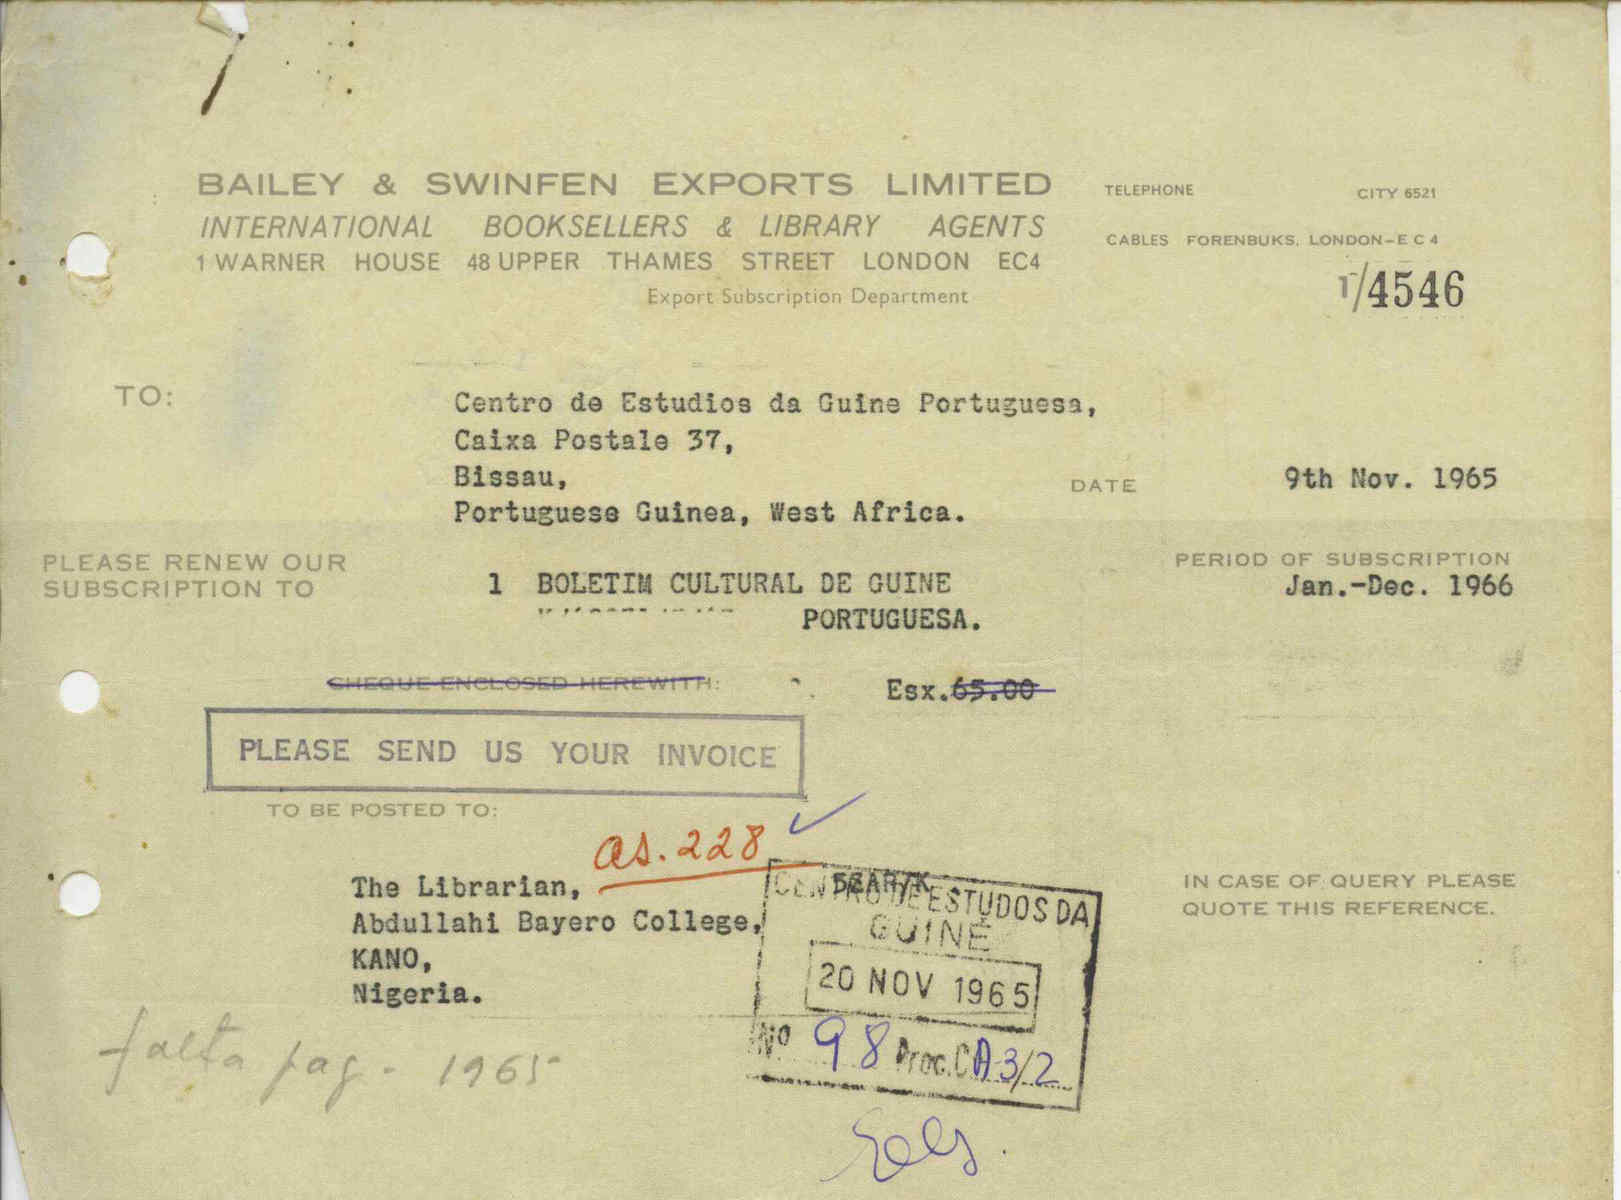 BAILEY & SWINFEN EXPORTS LIMITED
INTERNATIONAL BOOKSELLERS & LIBRARY AGENTS
1 WARNER HOUSE 48 UPPER THAMES STREET LONDON EC4
Export Subscription Department
TELEPHONE CITY 6521
CABLES FORENBUKS, LONDON-E C 4
1/4546
TO:
Centro de Estudios da Guine Portuguesa,
Caixa Postale 37,
Bissau,
Portuguese Guinea, West Africa.
DATE 9th Nov. 1965
PLEASE RENEW OUR
SUBSCRIPTION TO
1 BOLETIM CULTURAL DE GUINE
PORTUGUESA.
PERIOD OF SUBSCRIPTION
Jan.-Dec. 1966
CHEQUE ENCLOSED HEREWITH:
Esx.65.00
PLEASE SEND US YOUR INVOICE
TO BE POSTED TO:
as. 228
The Librarian,
Abdullahi Bayero College,
KANO,
Nigeria.
CENTRO DE ESTUDOS DA
GUINÉ
20 NOV 1965
Nº 98 Proc. CA3/2
IN CASE OF QUERY PLEASE
QUOTE THIS REFERENCE.
falta pag. 1965